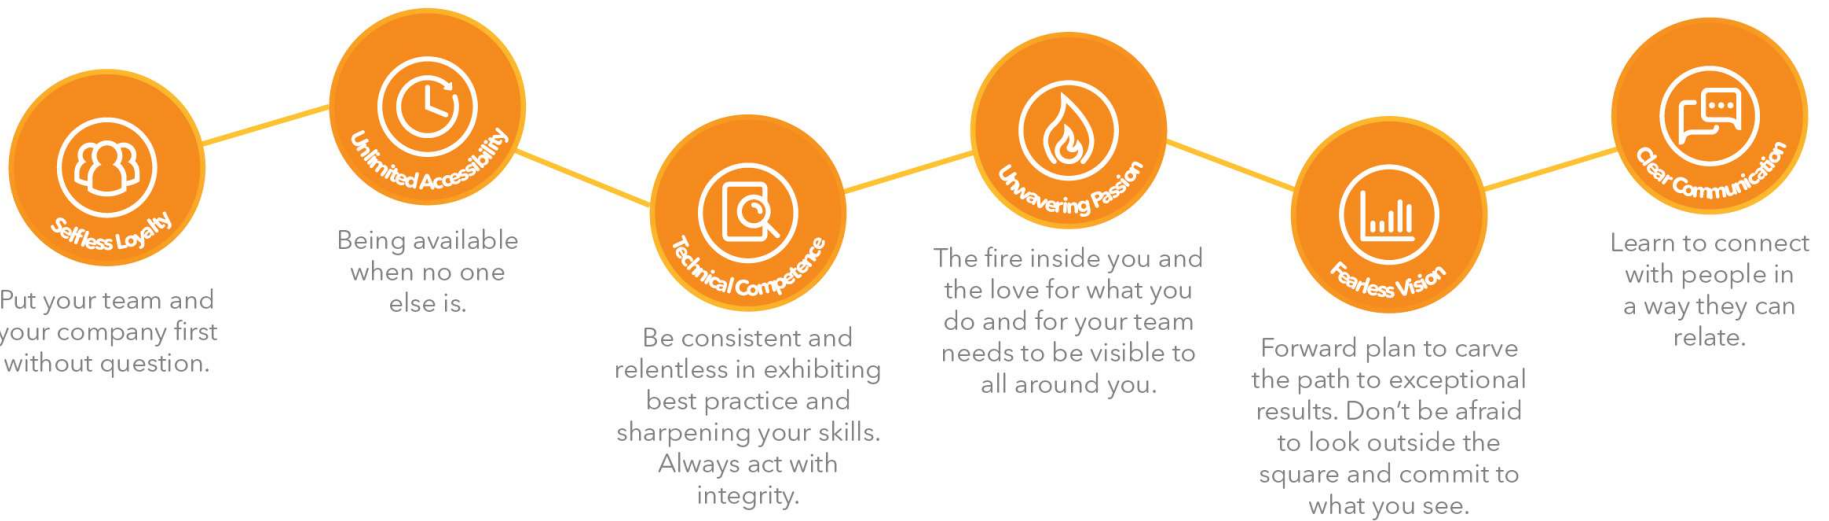 Selfless Loyalty
Put your team and
your company first
without question.
Unlimited Accessibility
Being available
when no one
else is.
Technical Competence
Be consistent and
relentless in exhibiting
best practice and
sharpening your skills.
Always act with
integrity.
Unwavering Passion
The fire inside you and
the love for what you
do and for your team
needs to be visible to
all around you.
Fearless Vision
Forward plan to carve
the path to exceptional
results. Don’t be afraid
to look outside the
square and commit to
what you see.
Clear Communication
Learn to connect
with people in
a way they can
relate.